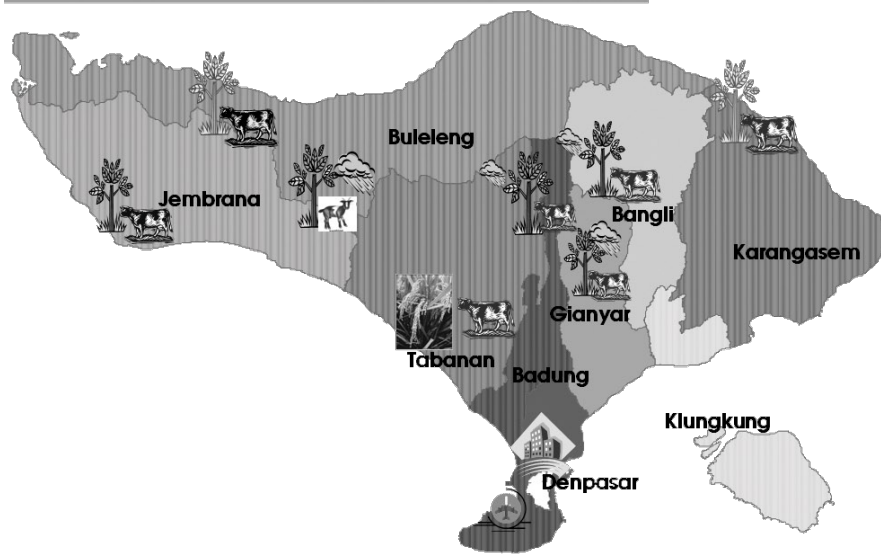 Buleleng
Jembrana
Bangli
Karangasem
Gianyar
Tabanan
Badung
Klungkung
Denpasar